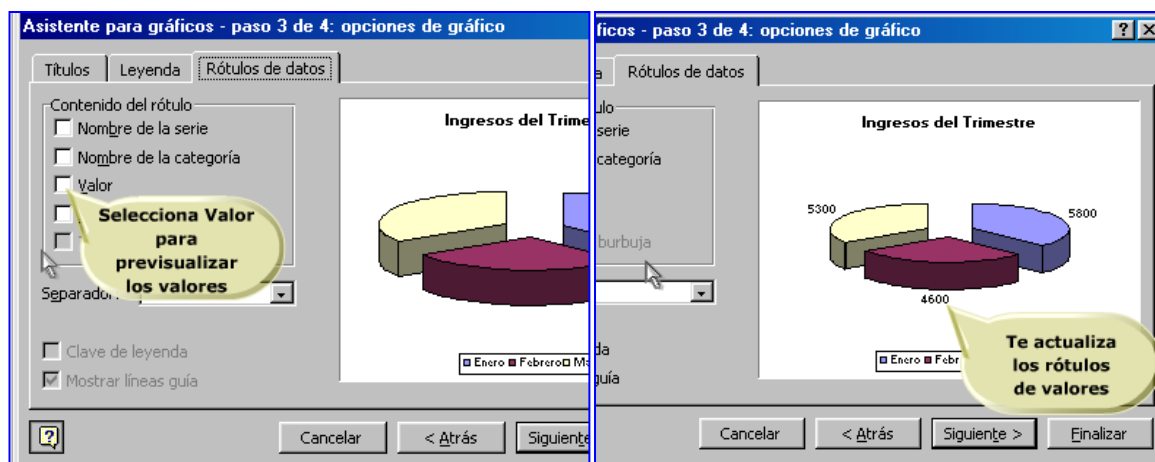 Asistente para gráficos - paso 3 de 4: opciones de gráfico
Títulos
Leyenda
Rótulos de datos
Contenido del rótulo
Nombre de la serie
Nombre de la categoría
Valor
Selecciona Valor
para
previsualizar
los valores
Separador:
Clave de leyenda
Mostrar líneas guía
Ingresos del Trime
Enero Febrero
Cancelar
< Atrás
Siguiente
ficos - paso 3 de 4: opciones de gráfico
a
Rótulos de datos
ulo
serie
categoría
burbuja
da
guía
Ingresos del Trimestre
5300
5800
4600
Enero Febr
Te actualiza
los rótulos
de valores
Cancelar
< Atrás
Siguiente >
Finalizar